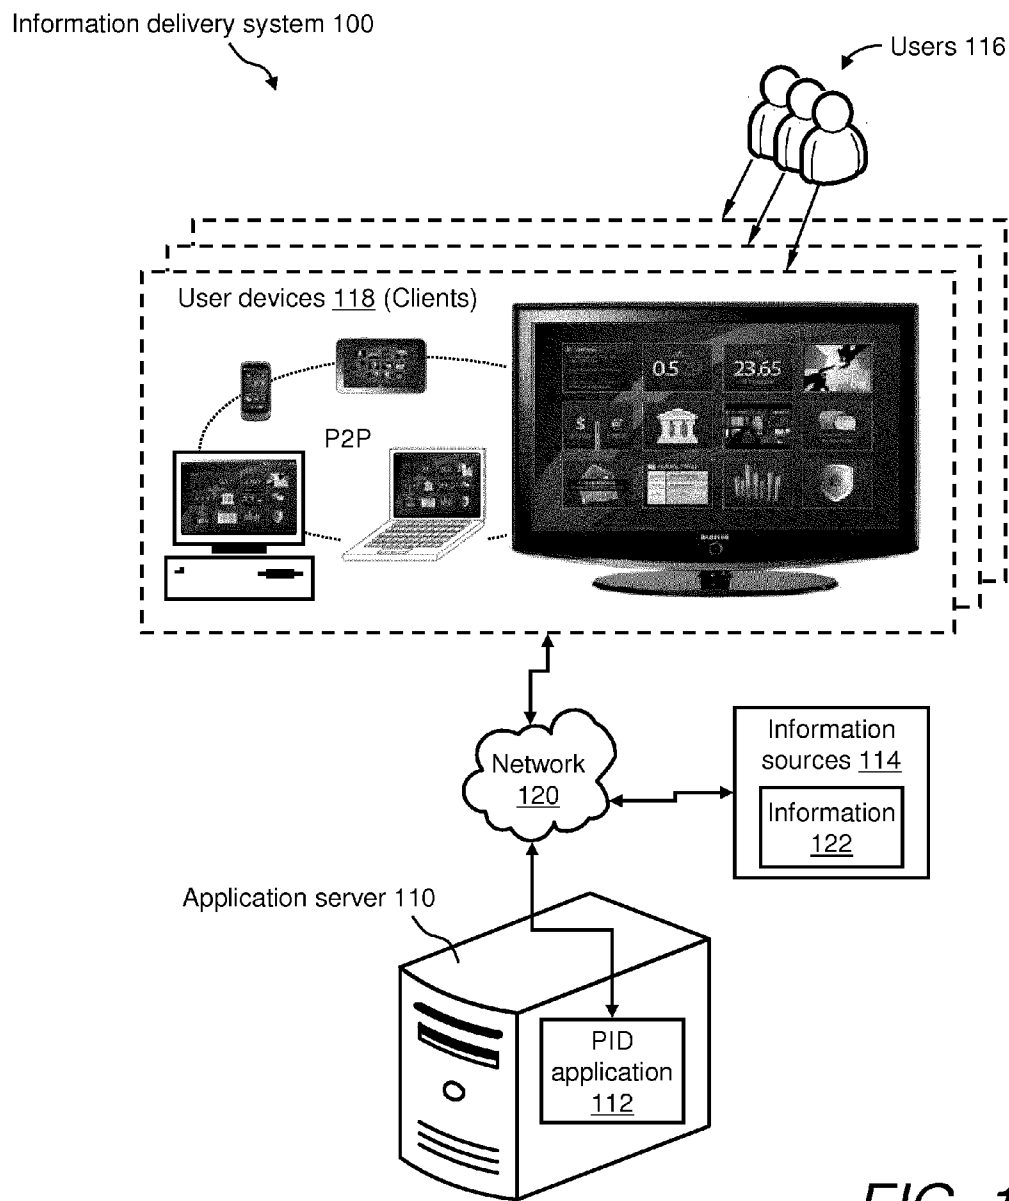 Information delivery system 100
Users 116
User devices 118 (Clients)
0.5
23.65
$
€
P2P
SAMSUNG
Network
120
Information
sources 114
Information
122
Application server 110
PID
application
112
FIG. 1